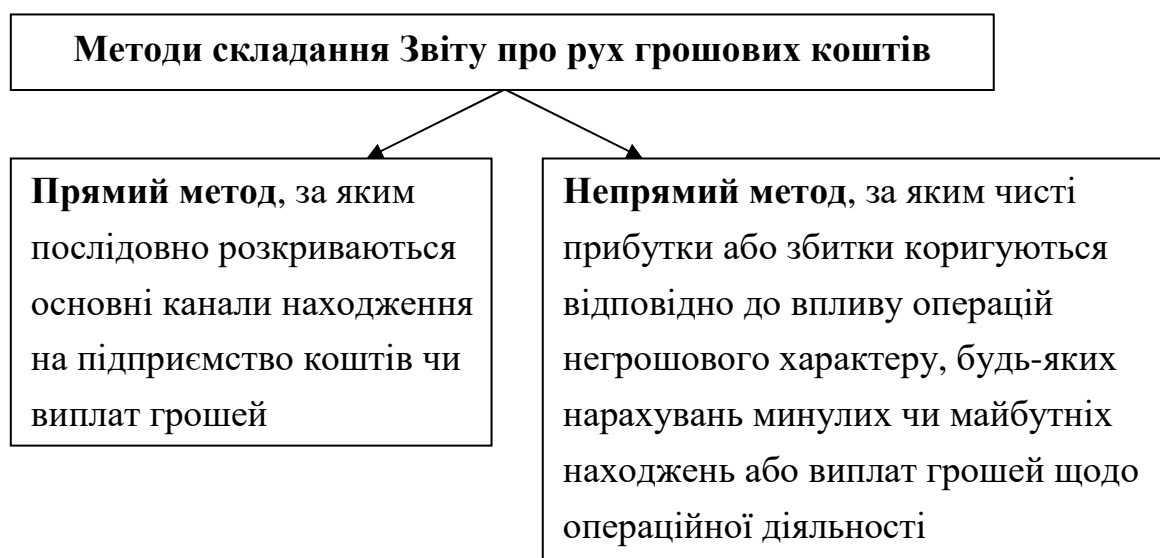 Методи складання Звіту про рух грошових коштів
Прямий метод, за яким
послідовно розкриваються
основні канали находження
на підприємство коштів чи
виплат грошей
Непрямий метод, за яким чисті
прибутки або збитки коригуються
відповідно до впливу операцій
негрошового характеру, будь-яких
нарахувань минулих чи майбутніх
находжень або виплат грошей щодо
операційної діяльності